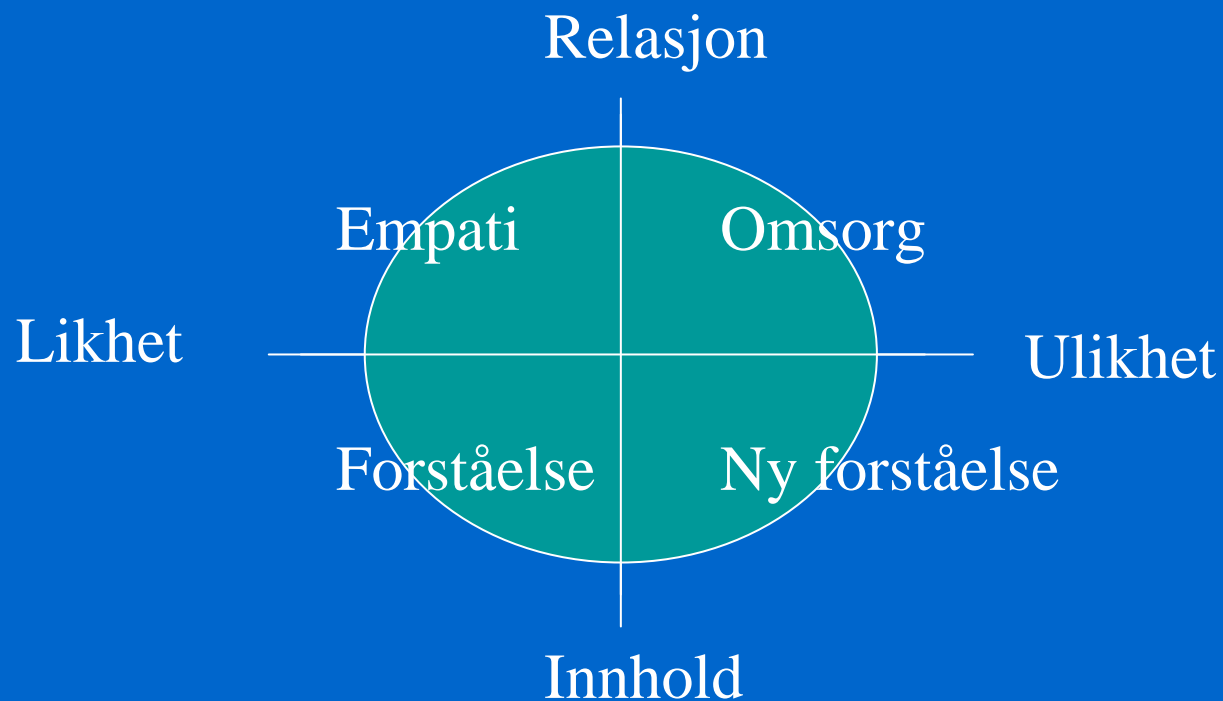 Relasjon
Empati
Omsorg
Likhet
Ulikhet
Forståelse
Ny forståelse
Innhold